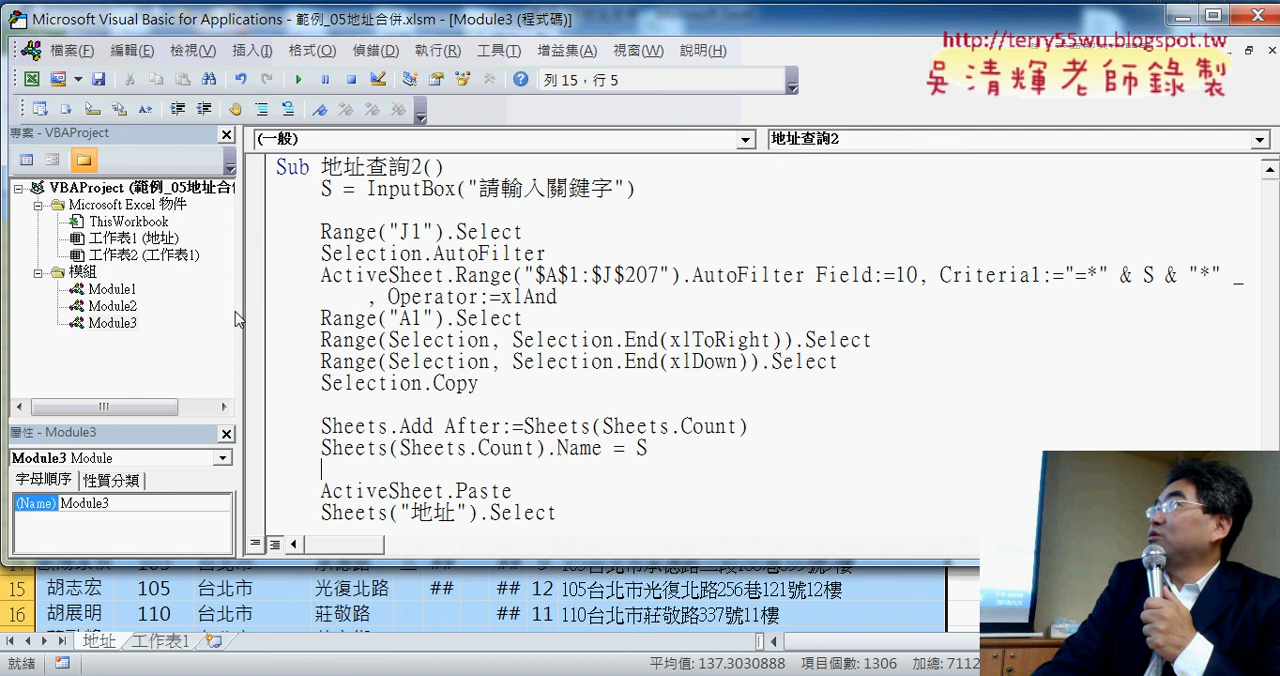 Microsoft Visual Basic for Applications - 範例_05地址合併.xlsm - [Module3 (程式碼)]
http://terry55wu.blogspot.tw
吳清輝老師錄製
檔案(F) 編輯(E) 檢視(V) 插入(I) 格式(O) 偵錯(D) 執行(R) 工具(T) 增益集(A) 視窗(W) 說明(H)
列 15，行 5
專案 - VBAProject
(一般)
地址查詢2
VBAProject (範例_05地址合
Microsoft Excel 物件
ThisWorkbook
工作表1 (地址)
工作表2 (工作表1)
模組
Module1
Module2
Module3
屬性 - Module3
Module3 Module
字母順序 性質分類
(Name) Module3
Sub 地址查詢2()
S = InputBox("請輸入關鍵字")
Range("J1").Select
Selection.AutoFilter
ActiveSheet.Range("$A$1:$J$207").AutoFilter Field:=10, Criteria1:="=*" & S & "*" _
, Operator:=xlAnd
Range("A1").Select
Range(Selection, Selection.End(xlToRight)).Select
Range(Selection, Selection.End(xlDown)).Select
Selection.Copy
Sheets.Add After:=Sheets(Sheets.Count)
Sheets(Sheets.Count).Name = S
ActiveSheet.Paste
Sheets("地址").Select
15 胡志宏 105 台北市 光復北路 ## ## 12 105台北市光復北路256巷121號12樓
16 胡展明 110 台北市 莊敬路 ## 11 110台北市莊敬路337號11樓
地址 工作表1
就緒 平均值: 137.3030888 項目個數: 1306 加總: 7112